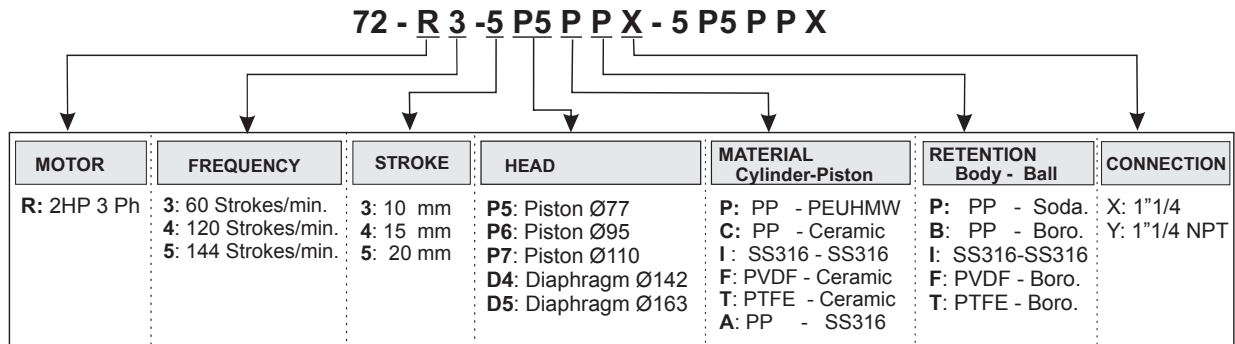 72 - R 3 -5 P5 P P X - 5 P5 P P X
MOTOR
R: 2HP 3 Ph
FREQUENCY
3: 60 Strokes/min.
4: 120 Strokes/min.
5: 144 Strokes/min.
STROKE
3: 10 mm
4: 15 mm
5: 20 mm
HEAD
P5: Piston Ø77
P6: Piston Ø95
P7: Piston Ø110
D4: Diaphragm Ø142
D5: Diaphragm Ø163
MATERIAL
Cylinder-Piston
P: PP - PEUHMW
C: PP - Ceramic
I : SS316 - SS316
F: PVDF - Ceramic
T: PTFE - Ceramic
A: PP - SS316
RETENTION
Body - Ball
P: PP - Soda.
B: PP - Boro.
I: SS316-SS316
F: PVDF - Boro.
T: PTFE - Boro.
CONNECTION
X: 1"1/4
Y: 1"1/4 NPT